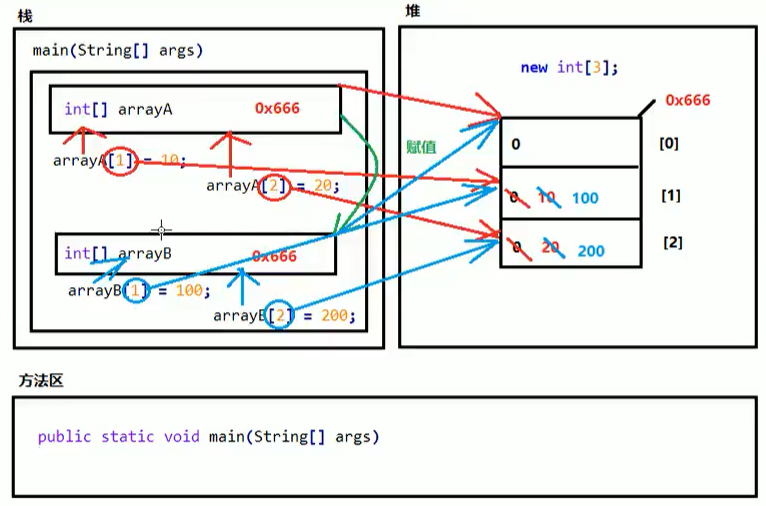 栈
堆
main(String[] args)
new int[3];
int[] arrayA 0x666
0x666
arrayA[1] = 10;
赋值
0 [0]
arrayA[2] = 20;
0 10 100 [1]
int[] arrayB 0x666
0 20 200 [2]
arrayB[1] = 100;
arrayB[2] = 200;
方法区
public static void main(String[] args)